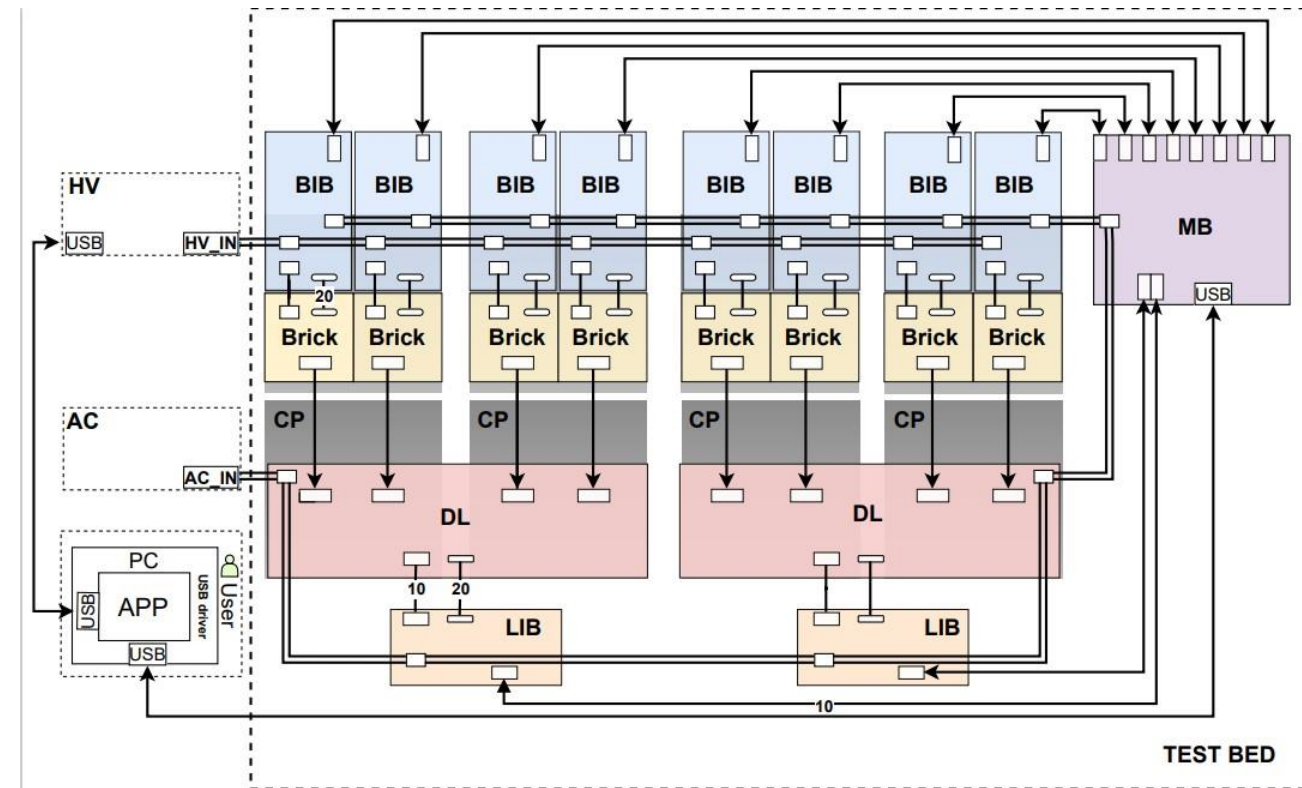 HV
USB
HV_IN
BIB
BIB
BIB
BIB
BIB
BIB
BIB
BIB
MB
USB
20
Brick
Brick
Brick
Brick
Brick
Brick
Brick
Brick
AC
AC_IN
CP
CP
CP
CP
DL
DL
PC
APP
USB
USB
USB driver
User
10
20
LIB
LIB
10
TEST BED